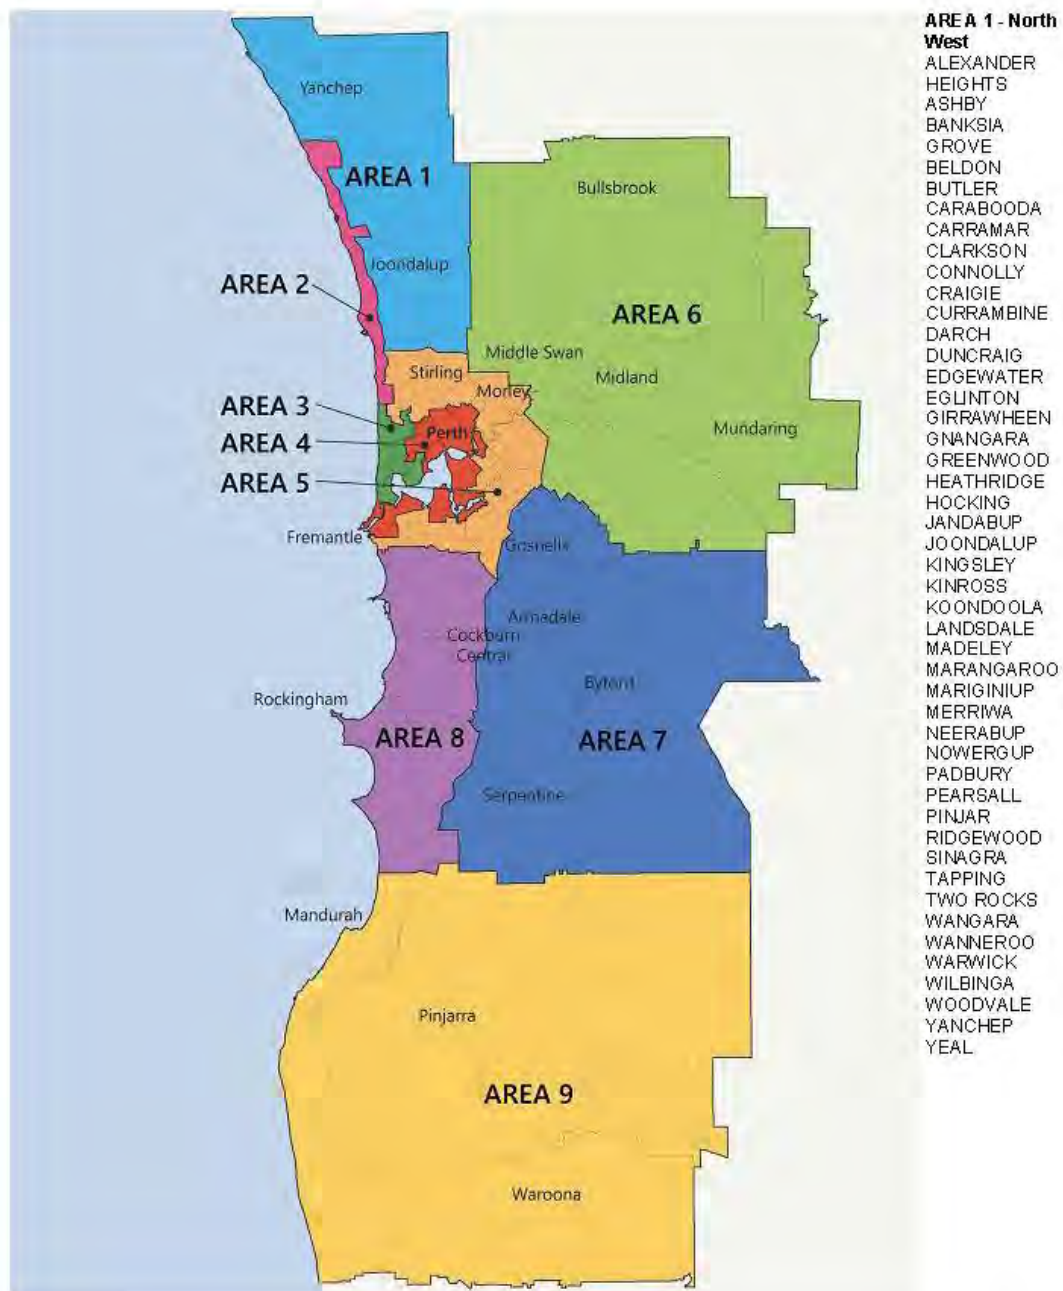 Yanchep
AREA 1
Bullsbrook
Joondalup
AREA 2
AREA 6
Middle Swan
Stirling
Midland
Morley
AREA 3
Mundaring
Perth
AREA 4
AREA 5
Fremantle
Gosnells
Armadale
Cockburn
Central
Byford
Rockingham
AREA 8
AREA 7
Serpentine
Mandurah
Pinjarra
AREA 9
Waroona
AREA 1 - North
West
ALEXANDER
HEIGHTS
ASHBY
BANKSIA
GROVE
BELDON
BUTLER
CARABOODA
CARRAMAR
CLARKSON
CONNOLLY
CRAIGIE
CURRAMBINE
DARCH
DUNCRAIG
EDGEWATER
EGLINTON
GIRRAWHEEN
GNANGARA
GREENWOOD
HEATHRIDGE
HOCKING
JANDABUP
JOONDALUP
KINGSLEY
KINROSS
KOONDOOLA
LANDSDALE
MADELEY
MARANGAROO
MARIGINIUP
MERRIWA
NEERABUP
NOWERGUP
PADBURY
PEARSALL
PINJAR
RIDGEWOOD
SINAGRA
TAPPING
TWO ROCKS
WANGARA
WANNEROO
WARWICK
WILBINGA
WOODVALE
YANCHEP
YEAL